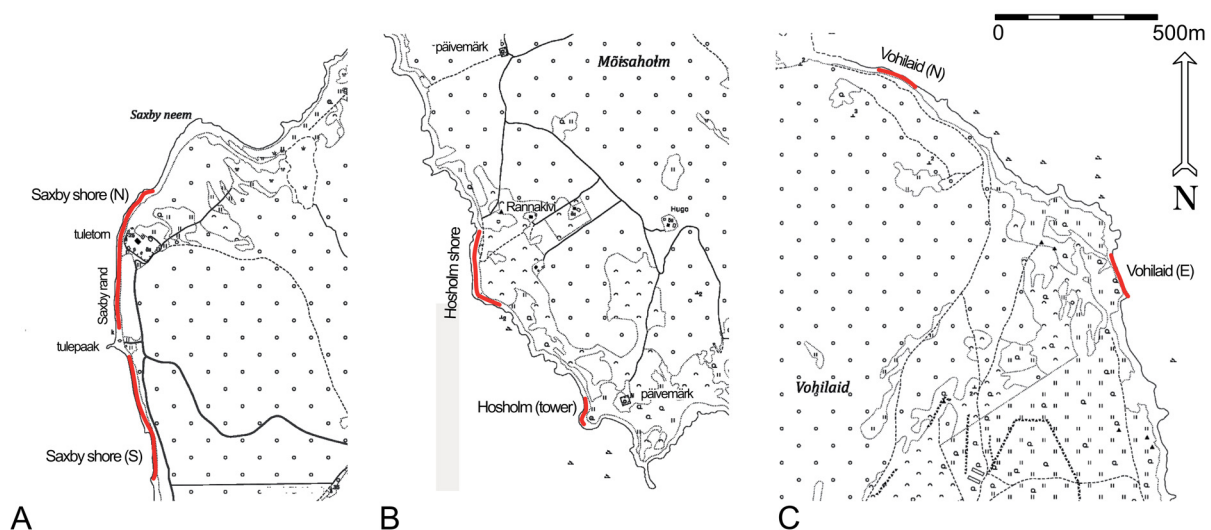 Saxby neem
Saxby shore (N)
tuletorn
Saxby rand
tulepaak
Saxby shore (S)
A
päivemärk
Mõisaholm
Rannakivi
Hugo
Hosholm shore
Hosholm (tower)
päivemärk
B
0
500m
N
Vohilaid (N)
Vohilaid (E)
Vohilaid
C